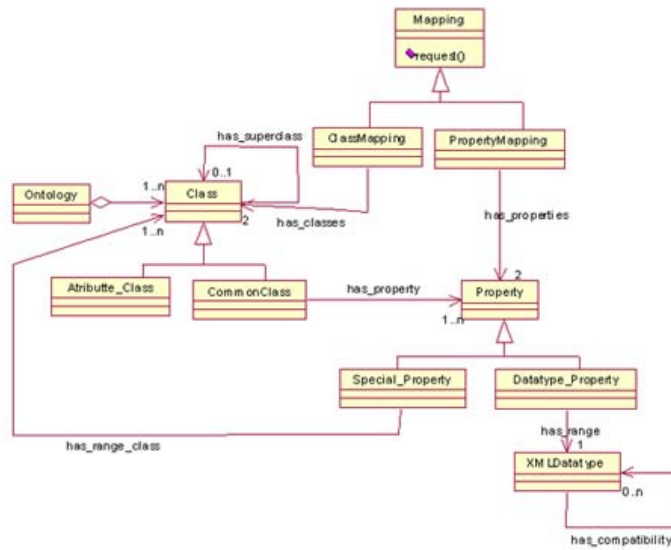 Mapping
request()
has_superclass
ClassMapping
PropertyMapping
0..1
Ontology
1..n
Class
2
1..n
has_classes
has_properties
Atributte_Class
CommonClass
has_property
2
Property
1..n
Special_Property
Datatype_Property
has_range_class
has_range
1
XMLDatatype
0..n
has_compatibility